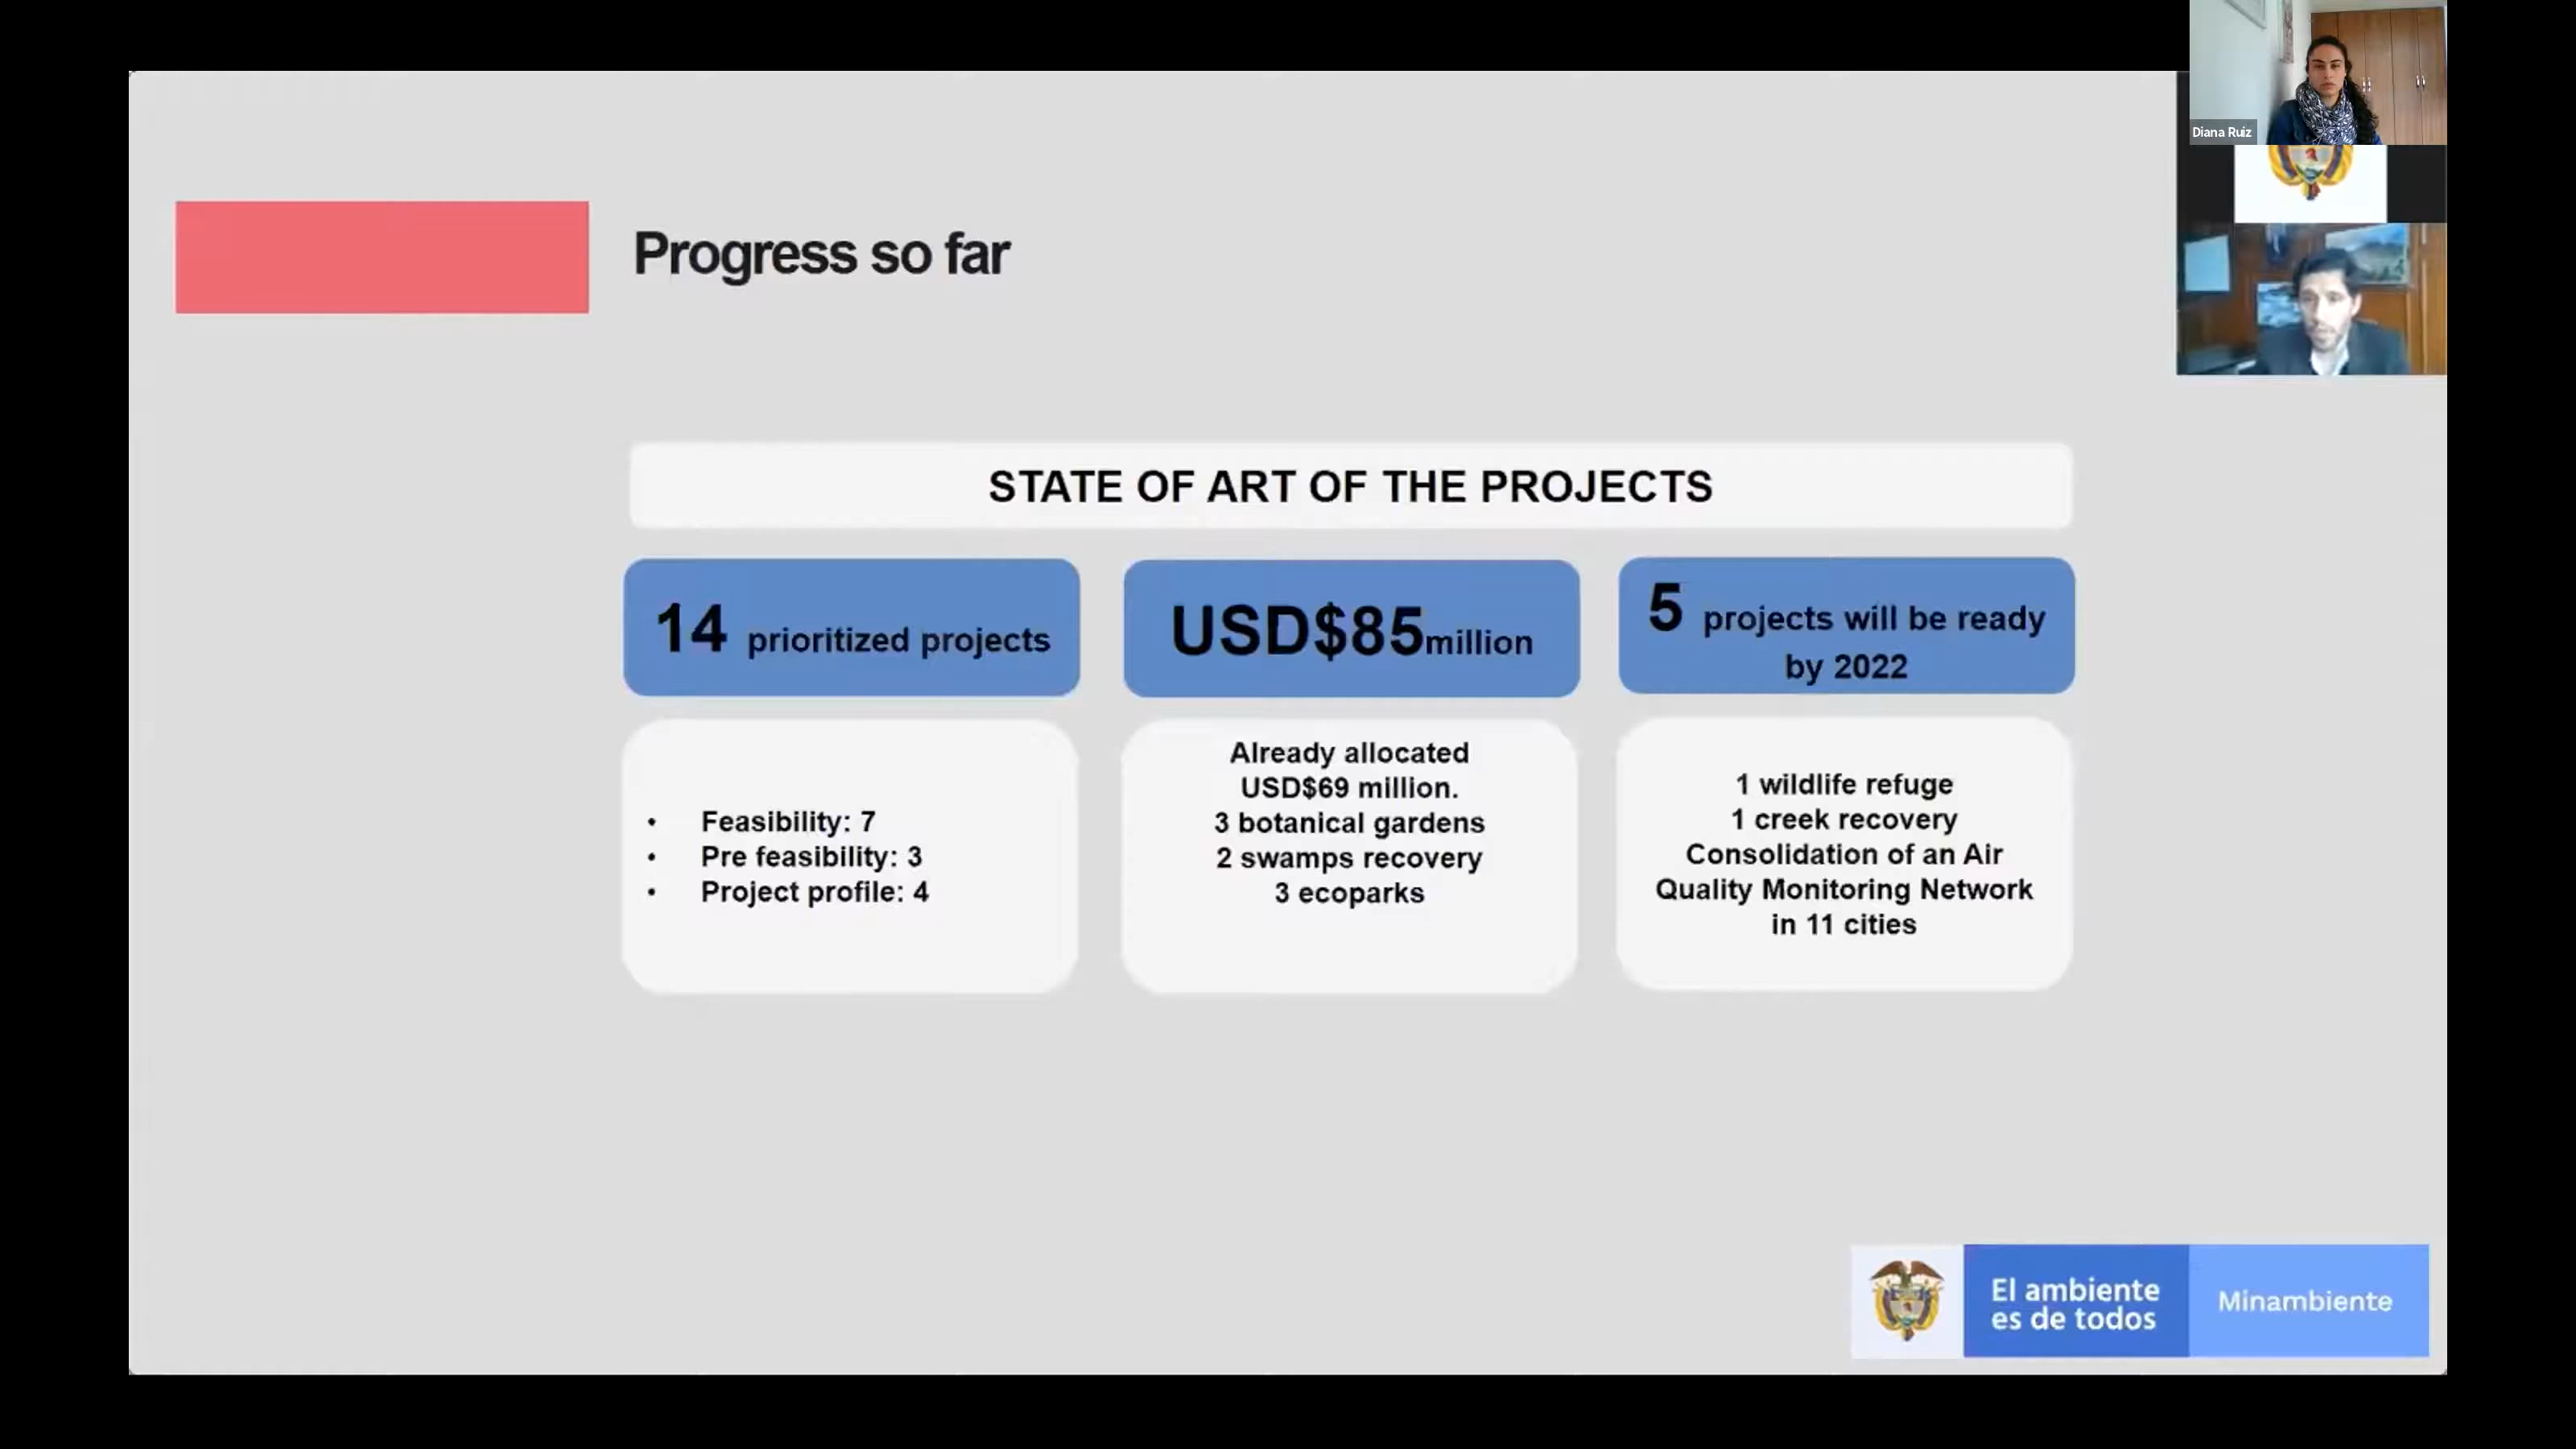 Diana Ruiz
Progress so far
STATE OF ART OF THE PROJECTS
14 prioritized projects
• Feasibility: 7
• Pre feasibility: 3
• Project profile: 4
USD$85million
Already allocated
USD$69 million.
3 botanical gardens
2 swamps recovery
3 ecoparks
5 projects will be ready
by 2022
1 wildlife refuge
1 creek recovery
Consolidation of an Air
Quality Monitoring Network
in 11 cities
El ambiente
es de todos
Minambiente